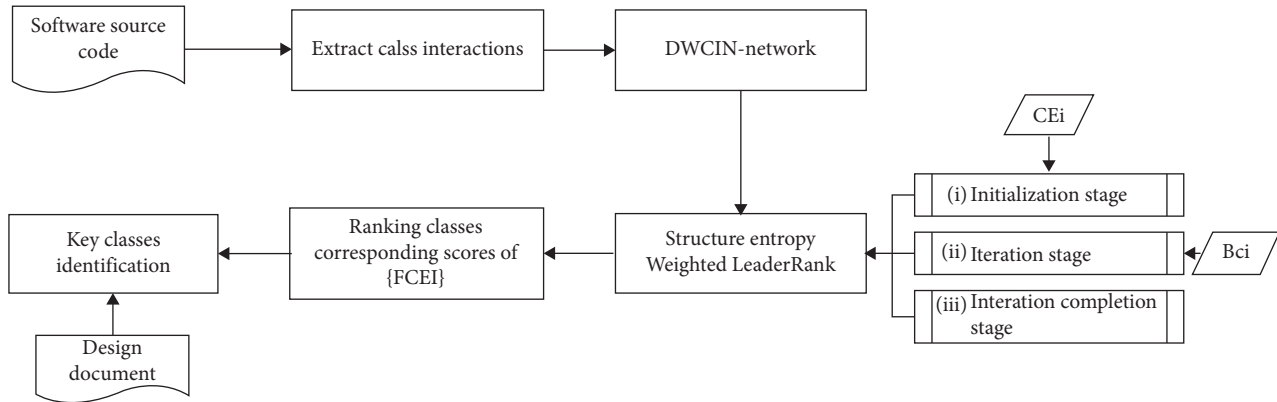 Software source
code
Extract calss interactions
DWCIN-network
CEi
(i) Initialization stage
(ii) Iteration stage
Bci
(iii) Interation completion
stage
Structure entropy
Weighted LeaderRank
Ranking classes
corresponding scores of
{FCEI}
Key classes
identification
Design
document